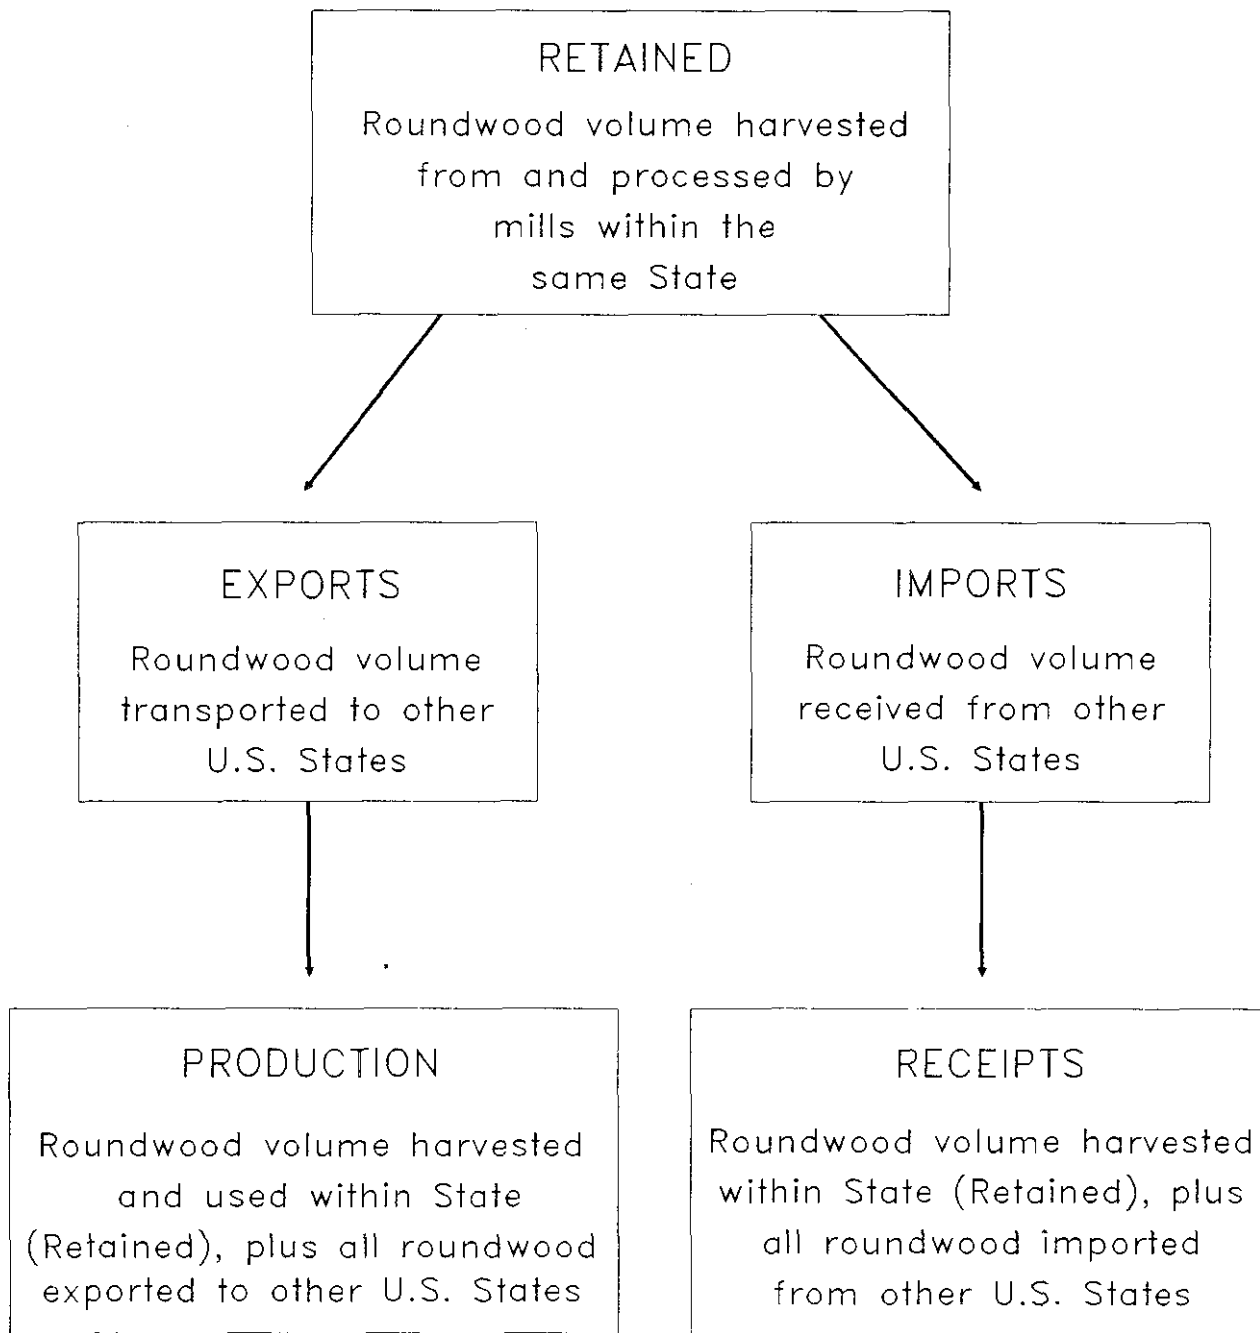 RETAINED
Roundwood volume harvested
from and processed by
mills within the
same State
EXPORTS
Roundwood volume
transported to other
U.S. States
IMPORTS
Roundwood volume
received from other
U.S. States
PRODUCTION
Roundwood volume harvested
and used within State
(Retained), plus all roundwood
exported to other U.S. States
RECEIPTS
Roundwood volume harvested
within State (Retained), plus
all roundwood imported
from other U.S. States